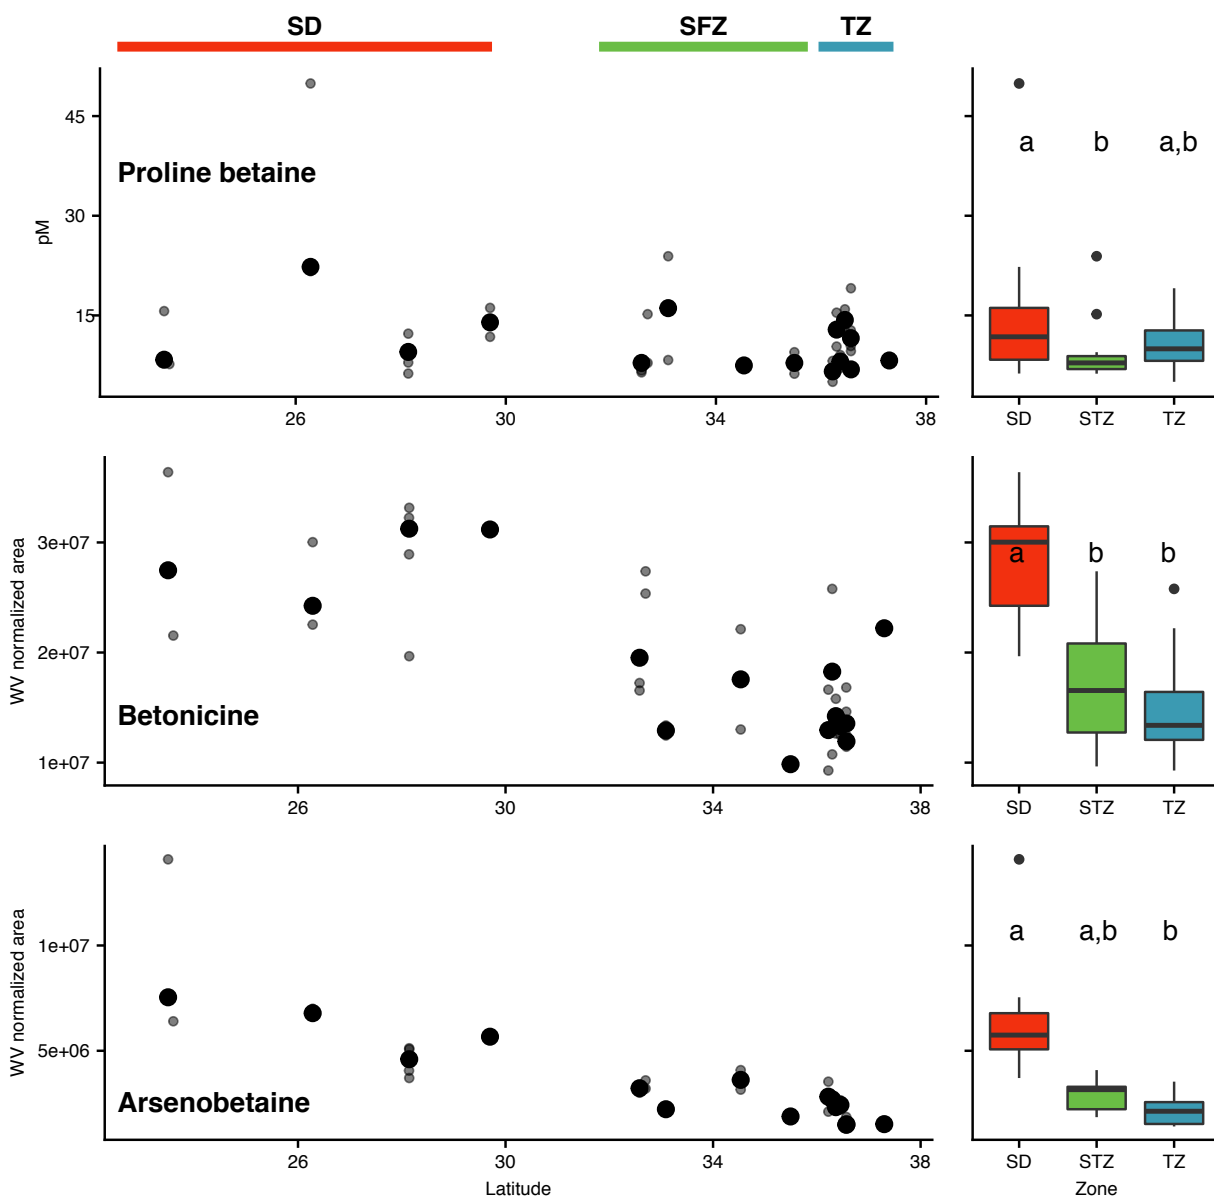 SD SFZ TZ
45
30
15
pM
Proline betaine
a b a,b
26 30 34 38
SD STZ TZ
3e+07
2e+07
1e+07
WV normalized area
Betonicine
a b b
26 30 34 38
SD STZ TZ
1e+07
5e+06
WV normalized area
Arsenobetaine
a a,b b
26 30 34 38
SD STZ TZ
Latitude
Zone